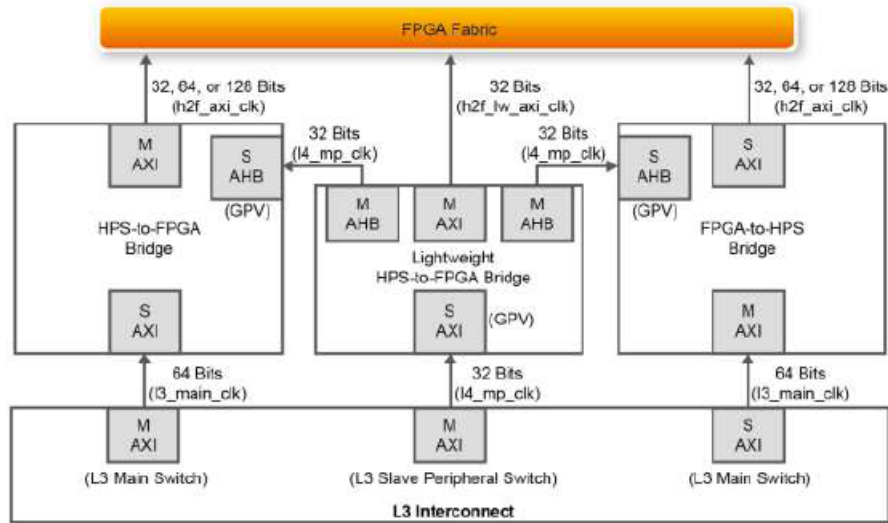 FPGA Fabric
32, 64, or 128 Bits
(h2f_axi_clk)
32 Bits
(h2f_lw_axi_clk)
32, 64, or 128 Bits
(h2f_axi_clk)
32 Bits
(l4_mp_clk)
32 Bits
(l4_mp_clk)
M
AXI
S
AHB
(GPV)
HPS-to-FPGA
Bridge
S
AXI
M
AHB
M
AXI
M
AHB
Lightweight
HPS-to-FPGA Bridge
S
AXI
(GPV)
S
AHB
(GPV)
S
AXI
FPGA-to-HPS
Bridge
M
AXI
64 Bits
(l3_main_clk)
32 Bits
(l4_mp_clk)
64 Bits
(l3_main_clk)
M
AXI
M
AXI
S
AXI
(L3 Main Switch)
(L3 Slave Peripheral Switch)
(L3 Main Switch)
L3 Interconnect